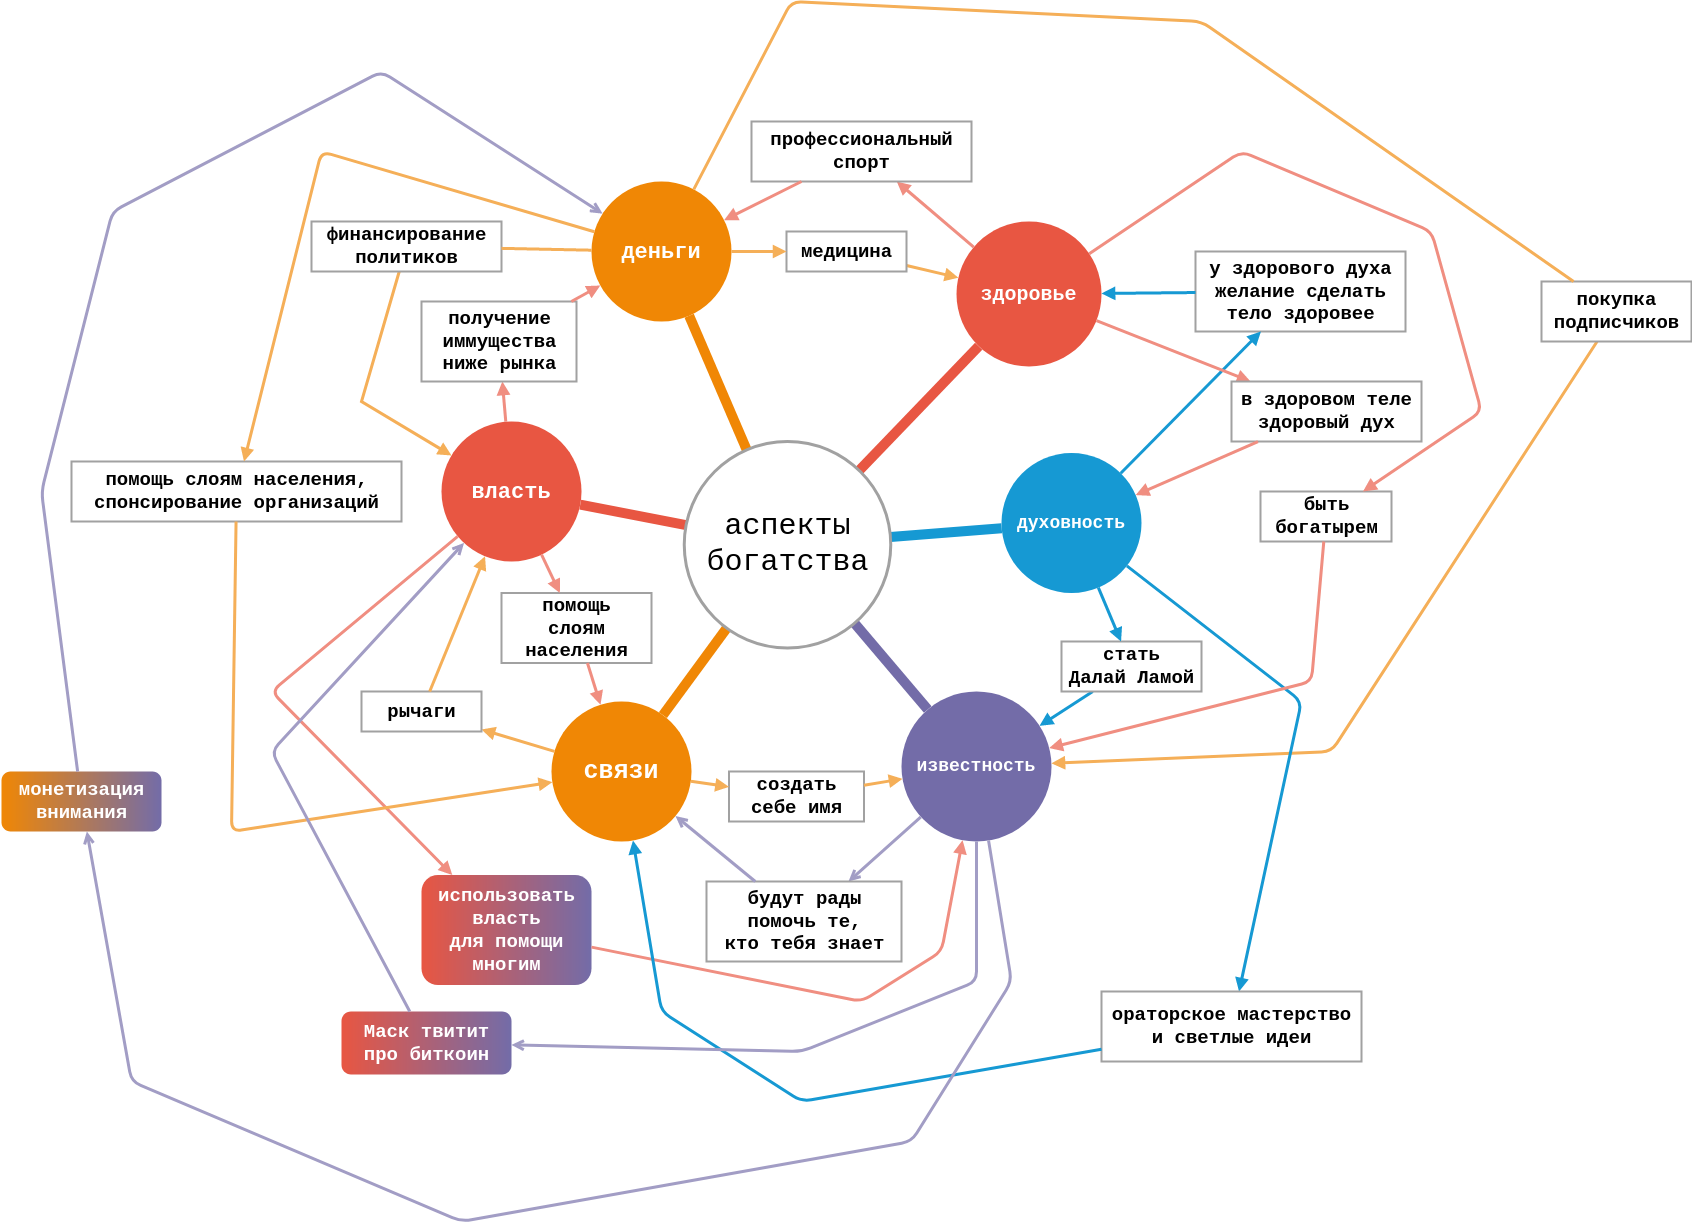 профессиональный
спорт
деньги
медицина
здоровье
финансирование
политиков
у здорового духа
желание сделать
тело здоровее
покупка
подписчиков
получение
иммущества
ниже рынка
в здоровом теле
здоровый дух
помощь слоям населения,
спонсирование организаций
власть
аспекты
богатства
духовность
быть
богатырем
помощь
слоям
населения
стать
Далай Ламой
рычаги
связи
создать
себе имя
известность
монетизация
внимания
использовать
власть
для помощи
многим
будут рады
помочь те,
кто тебя знает
Маск твитит
про биткоин
ораторское мастерство
и светлые идеи